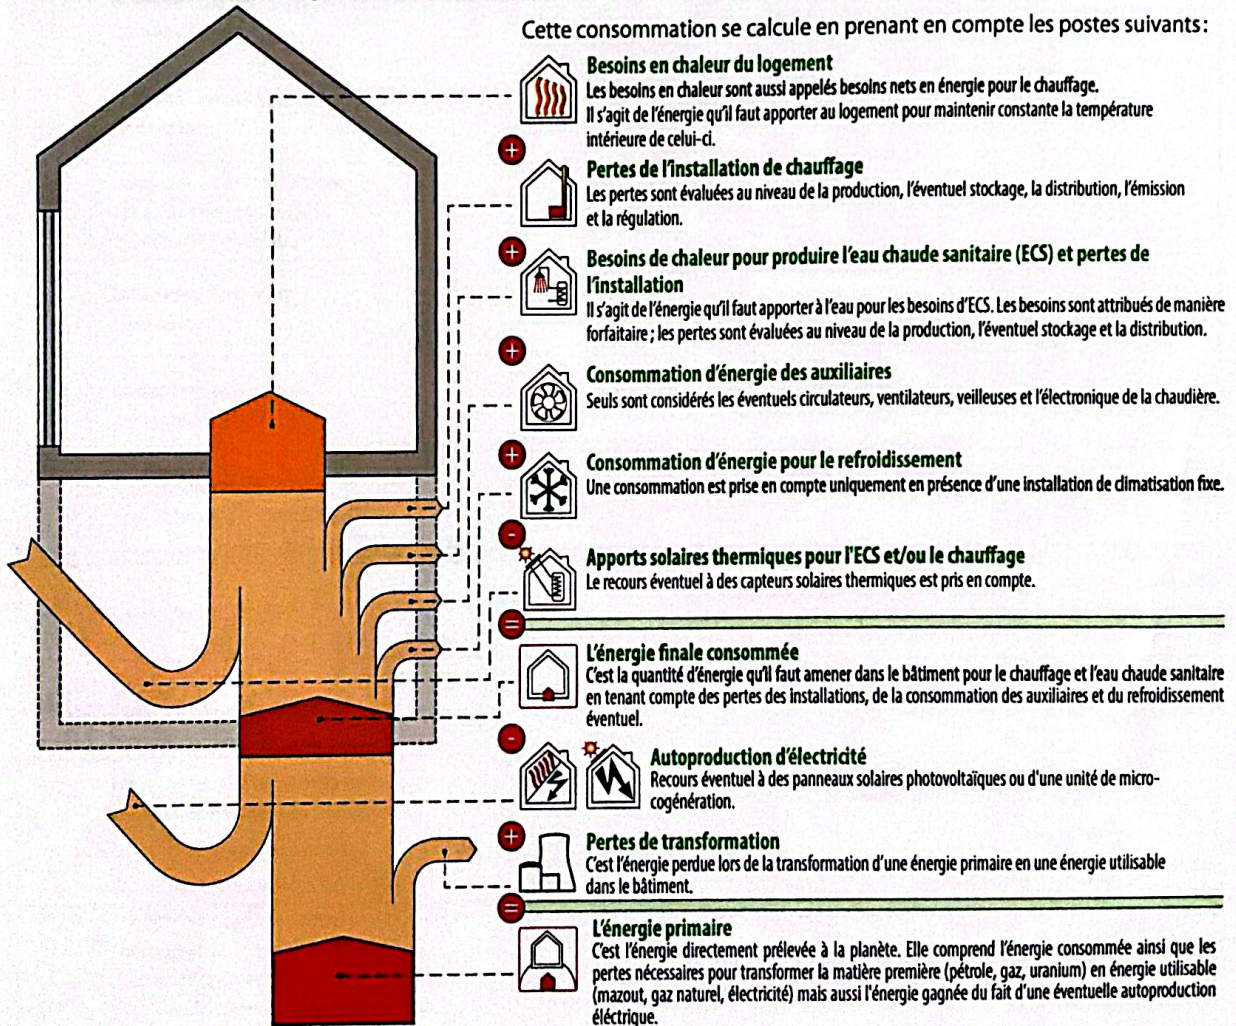 Cette consommation se calcule en prenant en compte les postes suivants:
Besoins en chaleur du logement
Les besoins en chaleur sont aussi appelés besoins nets en énergie pour le chauffage.
Il s'agit de l'énergie qu'il faut apporter au logement pour maintenir constante la température
intérieure de celui-ci.
+
Pertes de l'installation de chauffage
Les pertes sont évaluées au niveau de la production, l'éventuel stockage, la distribution, l'émission
et la régulation.
+
Besoins de chaleur pour produire l'eau chaude sanitaire (ECS) et pertes de
l'installation
Il s'agit de l'énergie qu'il faut apporter à l'eau pour les besoins d'ECS. Les besoins sont attribués de manière
forfaitaire ; les pertes sont évaluées au niveau de la production, l'éventuel stockage et la distribution.
+
Consommation d'énergie des auxiliaires
Seuls sont considérés les éventuels circulateurs, ventilateurs, veilleuses et l'électronique de la chaudière.
+
Consommation d'énergie pour le refroidissement
Une consommation est prise en compte uniquement en présence d'une installation de climatisation fixe.
-
Apports solaires thermiques pour l'ECS et/ou le chauffage
Le recours éventuel à des capteurs solaires thermiques est pris en compte.
=
L'énergie finale consommée
C'est la quantité d'énergie qu'il faut amener dans le bâtiment pour le chauffage et l'eau chaude sanitaire
en tenant compte des pertes des installations, de la consommation des auxiliaires et du refroidissement
éventuel.
-
Autoproduction d'électricité
Recours éventuel à des panneaux solaires photovoltaïques ou d'une unité de micro-
cogénération.
+
Pertes de transformation
C'est l'énergie perdue lors de la transformation d'une énergie primaire en une énergie utilisable
dans le bâtiment.
=
L'énergie primaire
C'est l'énergie directement prélevée à la planète. Elle comprend l'énergie consommée ainsi que les
pertes nécessaires pour transformer la matière première (pétrole, gaz, uranium) en énergie utilisable
(mazout, gaz naturel, électricité) mais aussi l'énergie gagnée du fait d'une éventuelle autoproduction
éléctrique.